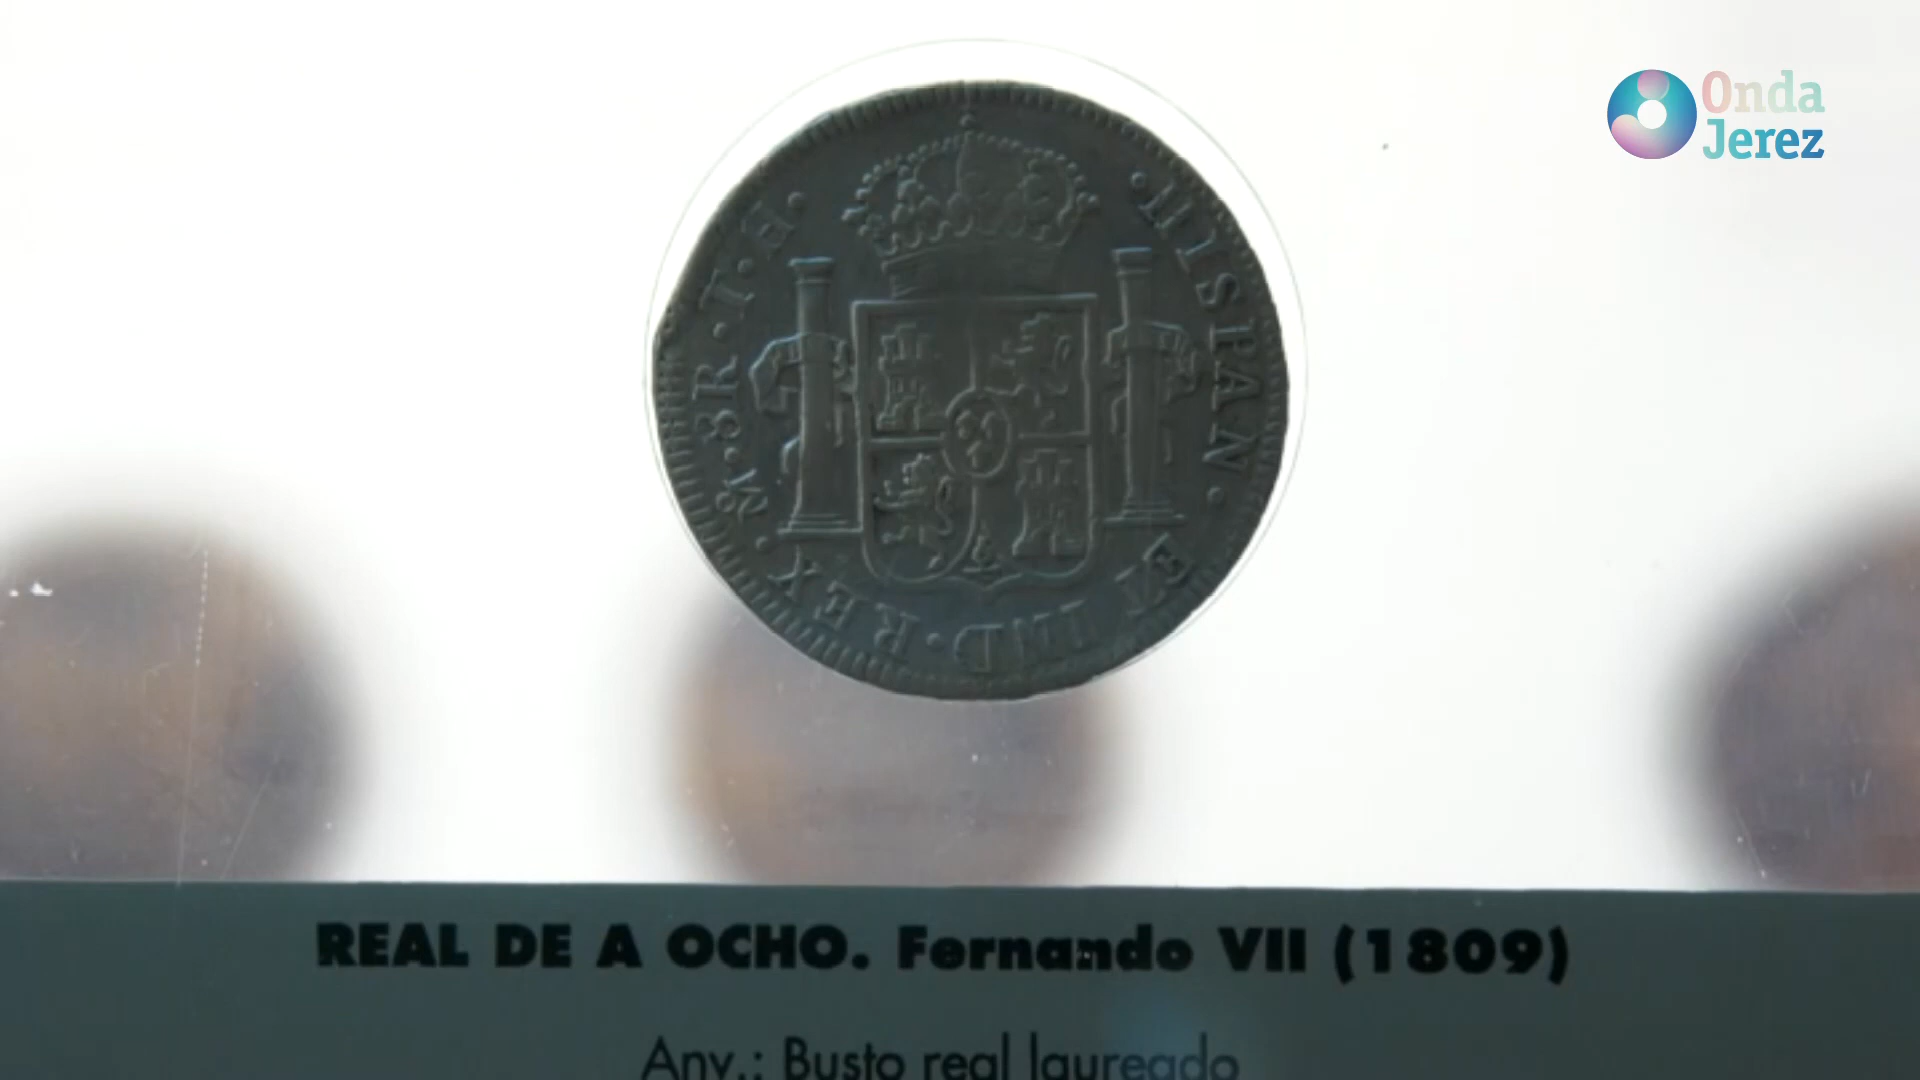 Onda
Jerez
· HISPAN · ET IND · REX · M̊ · 8R · T · H ·
REAL DE A OCHO. Fernando VII (1809)
Anv.: Busto real laureado